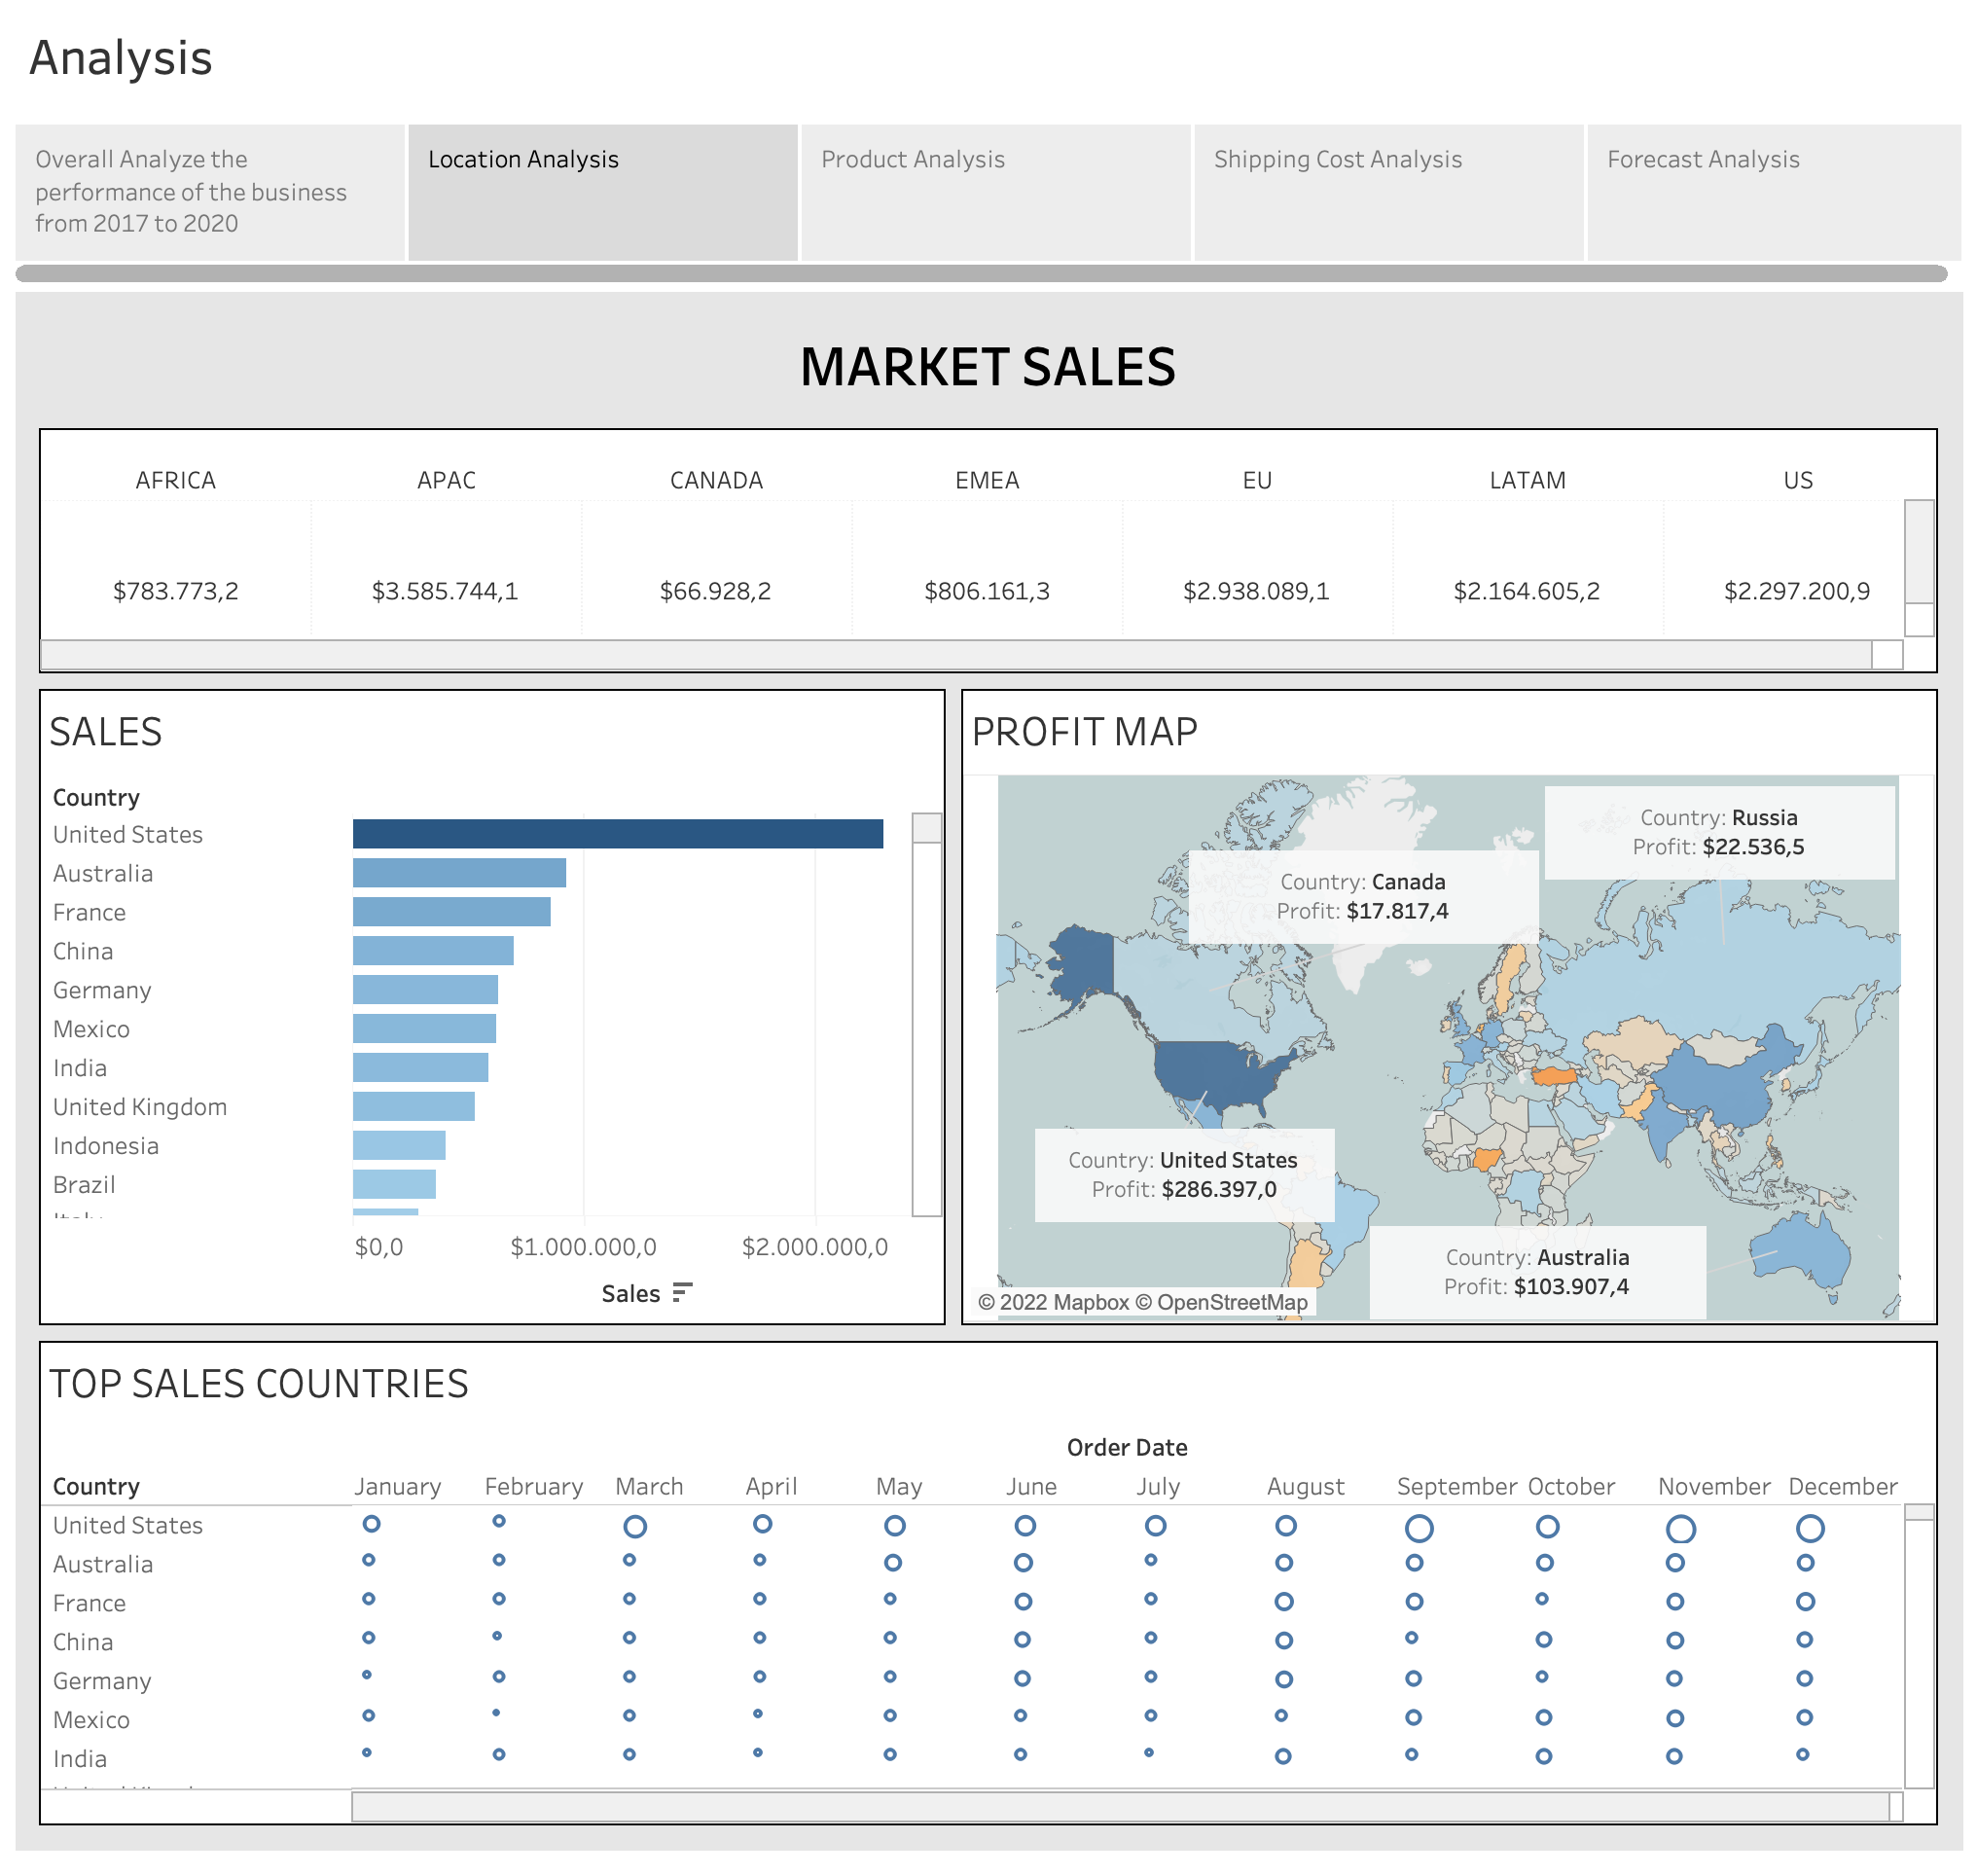 Analysis
Overall Analyze the
performance of the business
from 2017 to 2020
Location Analysis
Product Analysis
Shipping Cost Analysis
Forecast Analysis
MARKET SALES
AFRICA APAC CANADA EMEA EU LATAM US
$783.773,2 $3.585.744,1 $66.928,2 $806.161,3 $2.938.089,1 $2.164.605,2 $2.297.200,9
SALES
Country
United States
Australia
France
China
Germany
Mexico
India
United Kingdom
Indonesia
Brazil
$0,0 $1.000.000,0 $2.000.000,0
Sales
PROFIT MAP
Country: Russia
Profit: $22.536,5
Country: Canada
Profit: $17.817,4
Country: United States
Profit: $286.397,0
Country: Australia
Profit: $103.907,4
© 2022 Mapbox © OpenStreetMap
TOP SALES COUNTRIES
Order Date
Country January February March April May June July August September October November December
United States
Australia
France
China
Germany
Mexico
India